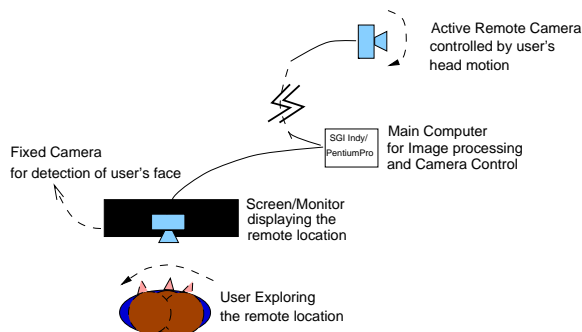 Active Remote Camera
controlled by user's
head motion
SGI Indy/
PentiumPro
Main Computer
for Image processing
and Camera Control
Fixed Camera
for detection of user's face
Screen/Monitor
displaying the
remote location
User Exploring
the remote location